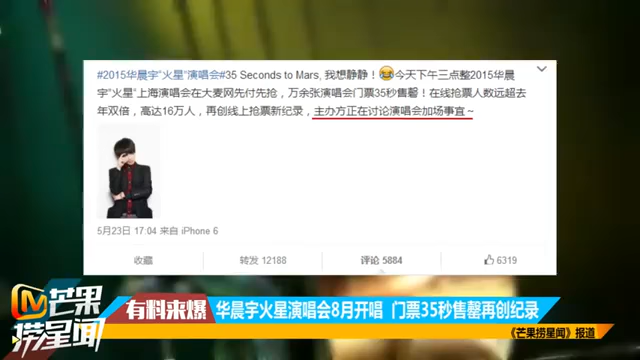 #2015华晨宇“火星”演唱会#35 Seconds to Mars, 我想静静！😂今天下午三点整2015华晨
宇“火星”上海演唱会在大麦网先付先抢，万余张演唱会门票35秒售罄！在线抢票人数远超去
年双倍，高达16万人，再创线上抢票新纪录，主办方正在讨论演唱会加场事宜～
5月23日 17:04 来自 iPhone 6
收藏
转发 12188
评论 5884
6319
芒果
捞星闻
有料来爆
华晨宇火星演唱会8月开唱 门票35秒售罄再创纪录
《芒果捞星闻》报道